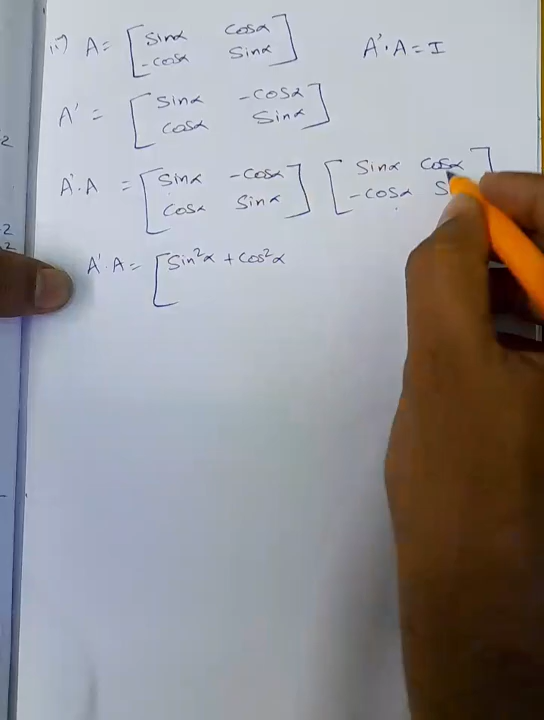 ii) A = [ sinα cosα
-cosα sinα ] A'·A = I
A' = [ sinα -cosα
cosα sinα ]
A'·A = [ sinα -cosα ] [ sinα cosα ]
cosα sinα -cosα S
A'·A = [ sin²α + cos²α